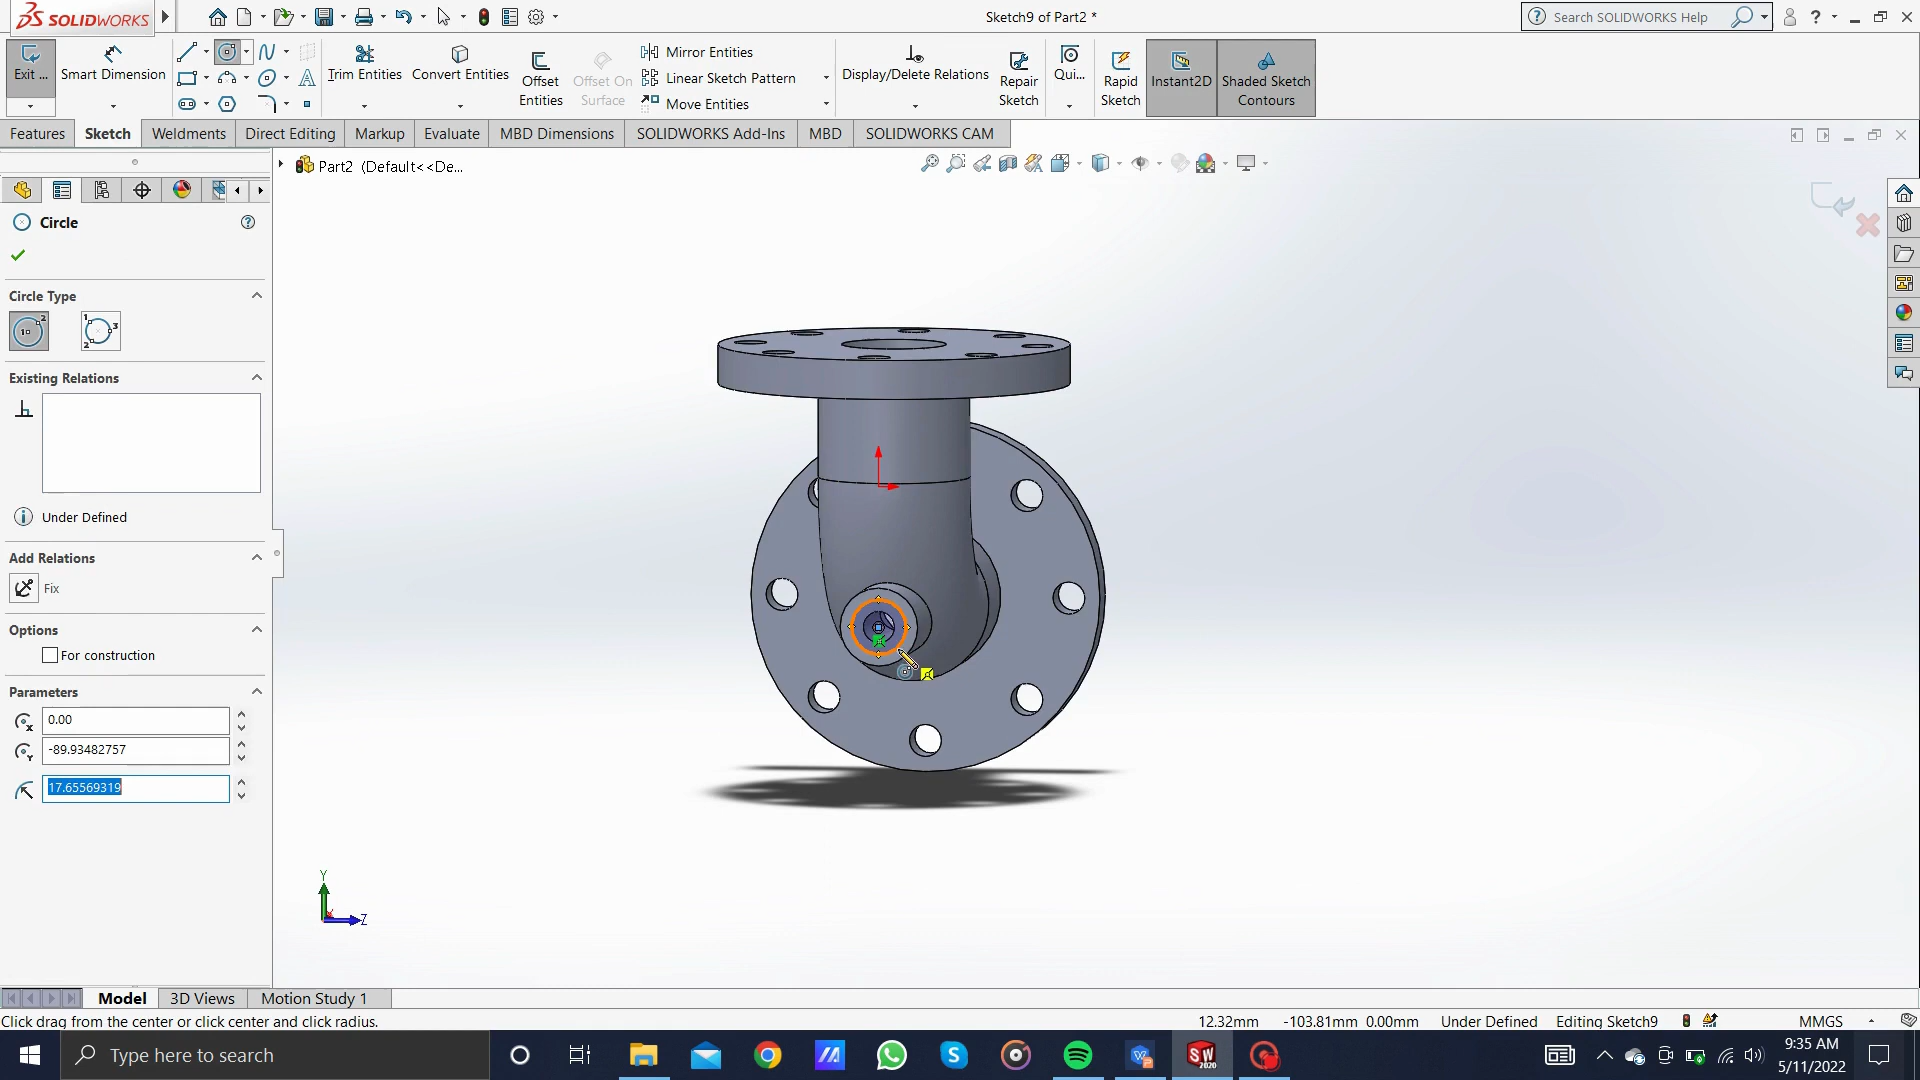 SOLIDWORKS
Sketch9 of Part2 *
Search SOLIDWORKS Help
?
Exit ...
Smart Dimension
Trim Entities
Convert Entities
Offset Entities
Offset On Surface
Mirror Entities
Linear Sketch Pattern
Move Entities
Display/Delete Relations
Repair Sketch
Qui...
Rapid Sketch
Instant2D
Shaded Sketch Contours
Features
Sketch
Weldments
Direct Editing
Markup
Evaluate
MBD Dimensions
SOLIDWORKS Add-Ins
MBD
SOLIDWORKS CAM
Part2 (Default<<De...
Circle
Circle Type
Existing Relations
Under Defined
Add Relations
Fix
Options
For construction
Parameters
0.00
-89.93482757
17.65569319
Y
Z
Model
3D Views
Motion Study 1
Click drag from the center or click center and click radius.
12.32mm
-103.81mm
0.00mm
Under Defined
Editing Sketch9
MMGS
Type here to search
SW
2020
9:35 AM
5/11/2022